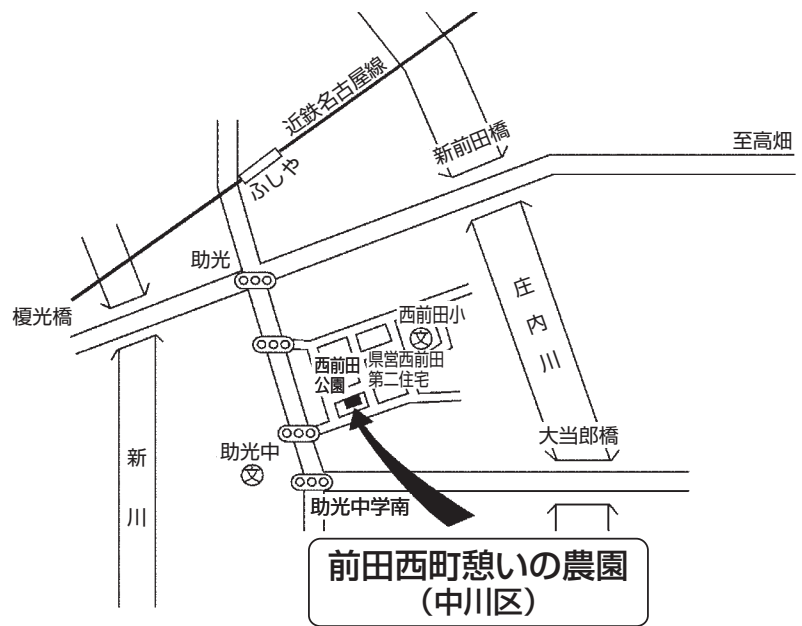 近鉄名古屋線
ふしや
新前田橋
至高畑
助光
榎光橋
西前田小
文
庄内川
西前田
公園
県営西前田
第二住宅
大当郎橋
助光中
文
新川
助光中学南
前田西町憩いの農園
（中川区）